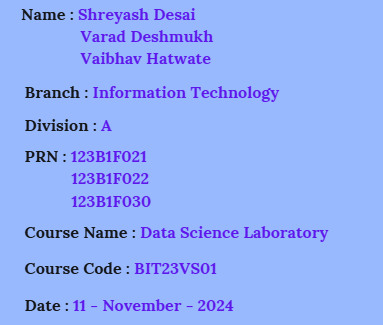 Name : Shreyash Desai
Varad Deshmukh
Vaibhav Hatwate
Branch : Information Technology
Division : A
PRN : 123B1F021
123B1F022
123B1F030
Course Name : Data Science Laboratory
Course Code : BIT23VS01
Date : 11 - November - 2024